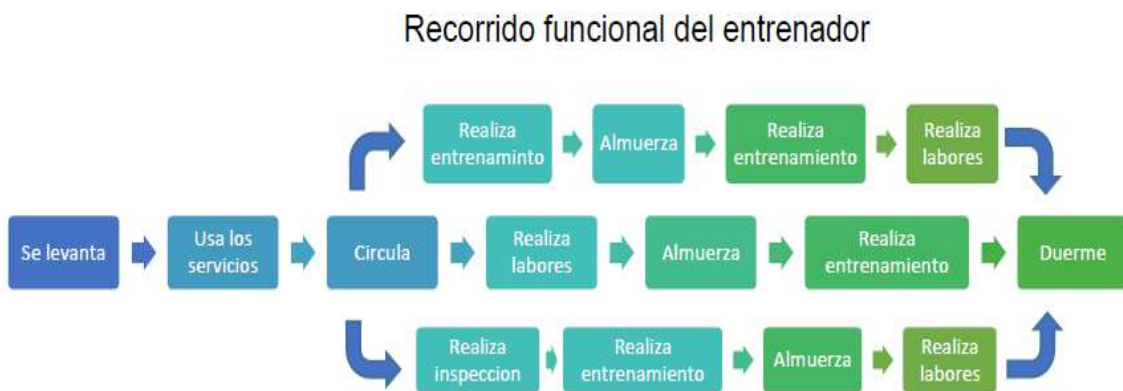 Recorrido funcional del entrenador
Realiza
entrenaminto
Almuerza
Realiza
entrenamiento
Realiza
labores
Se levanta
Usa los
servicios
Circula
Realiza
labores
Almuerza
Realiza
entrenamiento
Duerme
Realiza
inspeccion
Realiza
entrenamiento
Almuerza
Realiza
labores